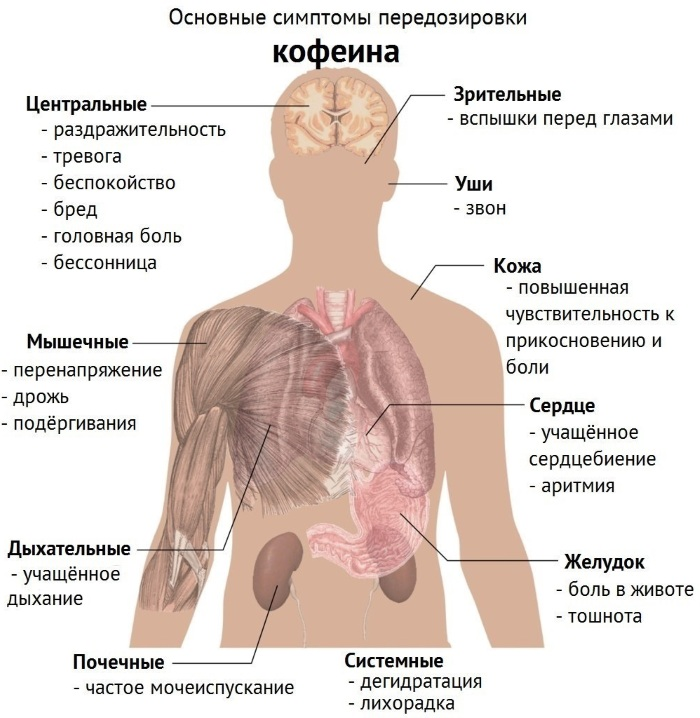 Основные симптомы передозировки
кофеина
Центральные
- раздражительность
- тревога
- беспокойство
- бред
- головная боль
- бессонница
Зрительные
- вспышки перед глазами
Уши
- звон
Кожа
- повышенная
чувствительность к
прикосновению и
боли
Мышечные
- перенапряжение
- дрожь
- подёргивания
Сердце
- учащённое
сердцебиение
- аритмия
Дыхательные
- учащённое
дыхание
Желудок
- боль в животе
- тошнота
Почечные
- частое мочеиспускание
Системные
- дегидратация
- лихорадка